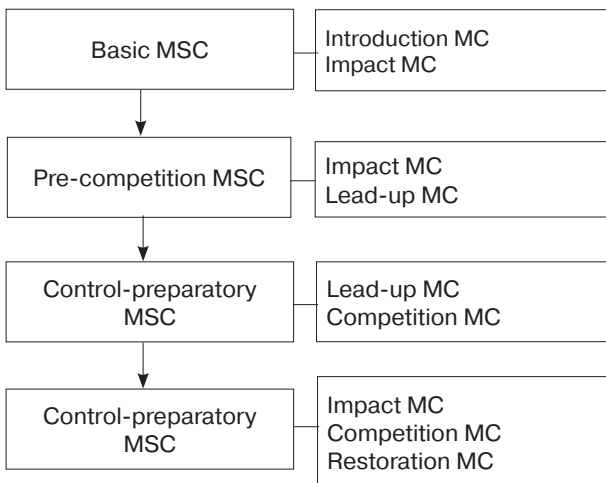 Basic MSC
Introduction MC
Impact MC
Pre-competition MSC
Impact MC
Lead-up MC
Control-preparatory
MSC
Lead-up MC
Competition MC
Control-preparatory
MSC
Impact MC
Competition MC
Restoration MC